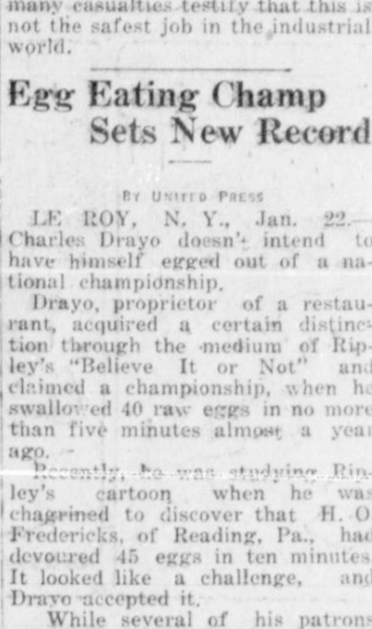 many casualties testify that this is
not the safest job in the industrial
world.
Egg Eating Champ
Sets New Record
BY UNITED PRESS
LE ROY, N. Y., Jan. 22.—
Charles Drayo doesn't intend to
have himself egged out of a na-
tional championship.
Drayo, proprietor of a restau-
rant, acquired a certain distinc-
tion through the medium of Rip-
ley's "Believe It or Not" and
claimed a championship, when he
swallowed 40 raw eggs in no more
than five minutes almost a year
ago.
Recently, he was studying Rip-
ley's cartoon when he was
chagrined to discover that H. O.
Fredericks, of Reading, Pa., had
devoured 45 eggs in ten minutes.
It looked like a challenge, and
Drayo accepted it.
While several of his patrons